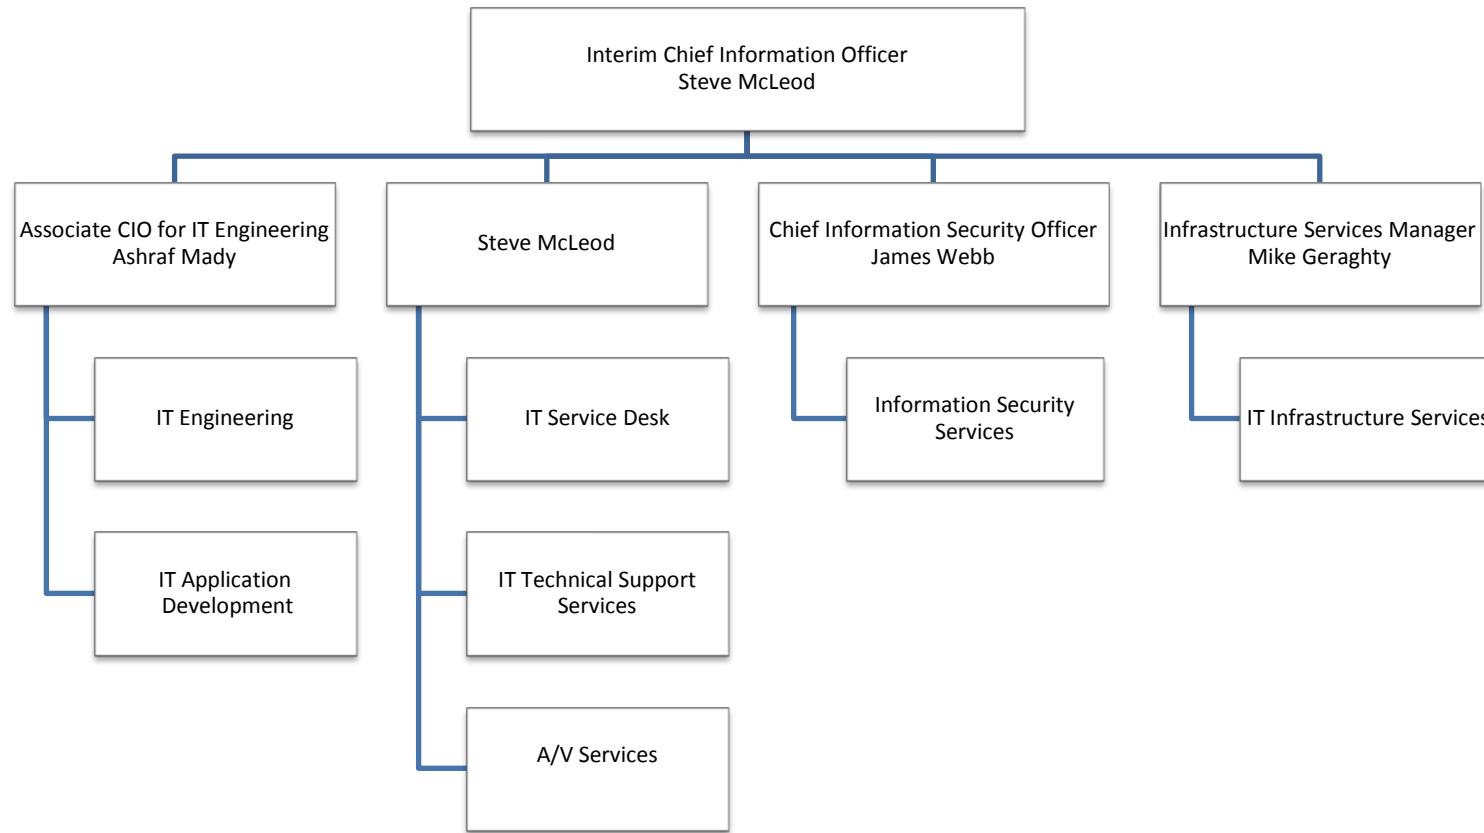 Interim Chief Information Officer
Steve McLeod
Associate CIO for IT Engineering
Ashraf Mady
Steve McLeod
Chief Information Security Officer
James Webb
Infrastructure Services Manager
Mike Geraghty
IT Engineering
IT Service Desk
Information Security
Services
IT Infrastructure Services
IT Application
Development
IT Technical Support
Services
A/V Services